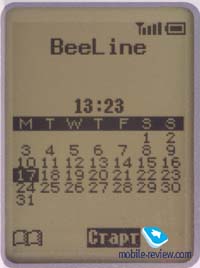 BeeLine
13:23
M T W T F S S
1 2
3 4 5 6 7 8 9
10 11 12 13 14 15 16
17 18 19 20 21 22 23
24 25 26 27 28 29 30
31
Старт
mobile-review.com